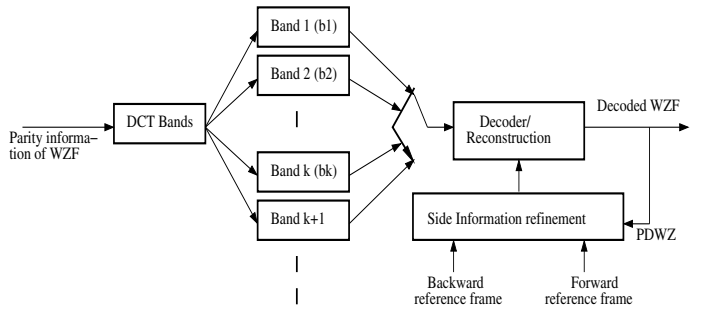 Band 1 (b1)
Band 2 (b2)
DCT Bands
Parity informa–
tion of WZF
Band k (bk)
Band k+1
Decoder/
Reconstruction
Decoded WZF
Side Information refinement
PDWZ
Backward
reference frame
Forward
reference frame